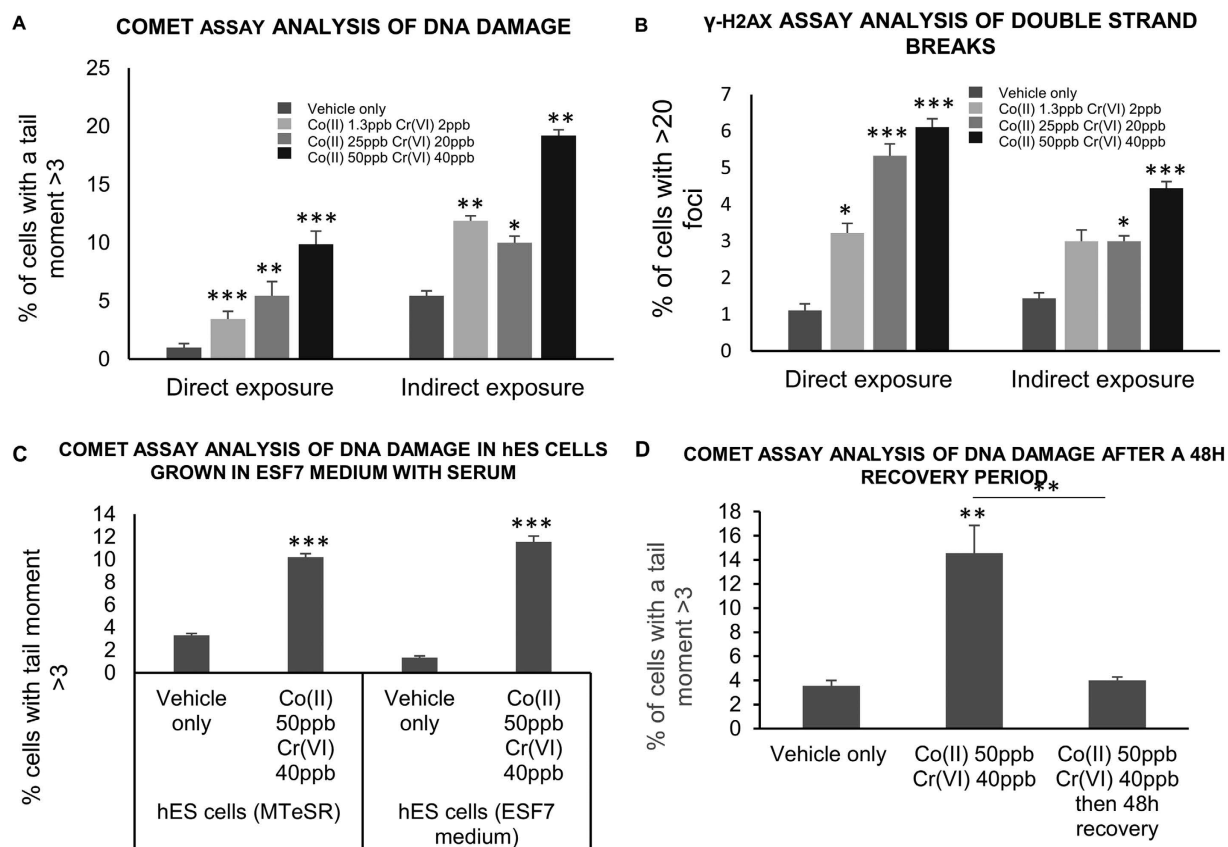 A
COMET ASSAY ANALYSIS OF DNA DAMAGE
% of cells with a tail
moment >3
25
20
15
10
5
0
Vehicle only
Co(II) 1.3ppb Cr(VI) 2ppb
Co(II) 25ppb Cr(VI) 20ppb
Co(II) 50ppb Cr(VI) 40ppb
***
**
***
**
*
**
Direct exposure
Indirect exposure
B
γ-H2AX ASSAY ANALYSIS OF DOUBLE STRAND
BREAKS
% of cells with >20
foci
7
6
5
4
3
2
1
0
Vehicle only
Co(II) 1.3ppb Cr(VI) 2ppb
Co(II) 25ppb Cr(VI) 20ppb
Co(II) 50ppb Cr(VI) 40ppb
*
***
***
*
***
Direct exposure
Indirect exposure
C
COMET ASSAY ANALYSIS OF DNA DAMAGE IN hES CELLS
GROWN IN ESF7 MEDIUM WITH SERUM
% cells with tail moment
>3
14
12
10
8
6
4
2
0
***
***
Vehicle
only
Co(II)
50ppb
Cr(VI)
40ppb
Vehicle
only
Co(II)
50ppb
Cr(VI)
40ppb
hES cells (MTeSR)
hES cells (ESF7
medium)
D
COMET ASSAY ANALYSIS OF DNA DAMAGE AFTER A 48H
RECOVERY PERIOD
% of cells with a tail
moment >3
18
16
14
12
10
8
6
4
2
0
**
**
Vehicle only
Co(II) 50ppb
Cr(VI) 40ppb
Co(II) 50ppb
Cr(VI) 40ppb
then 48h
recovery